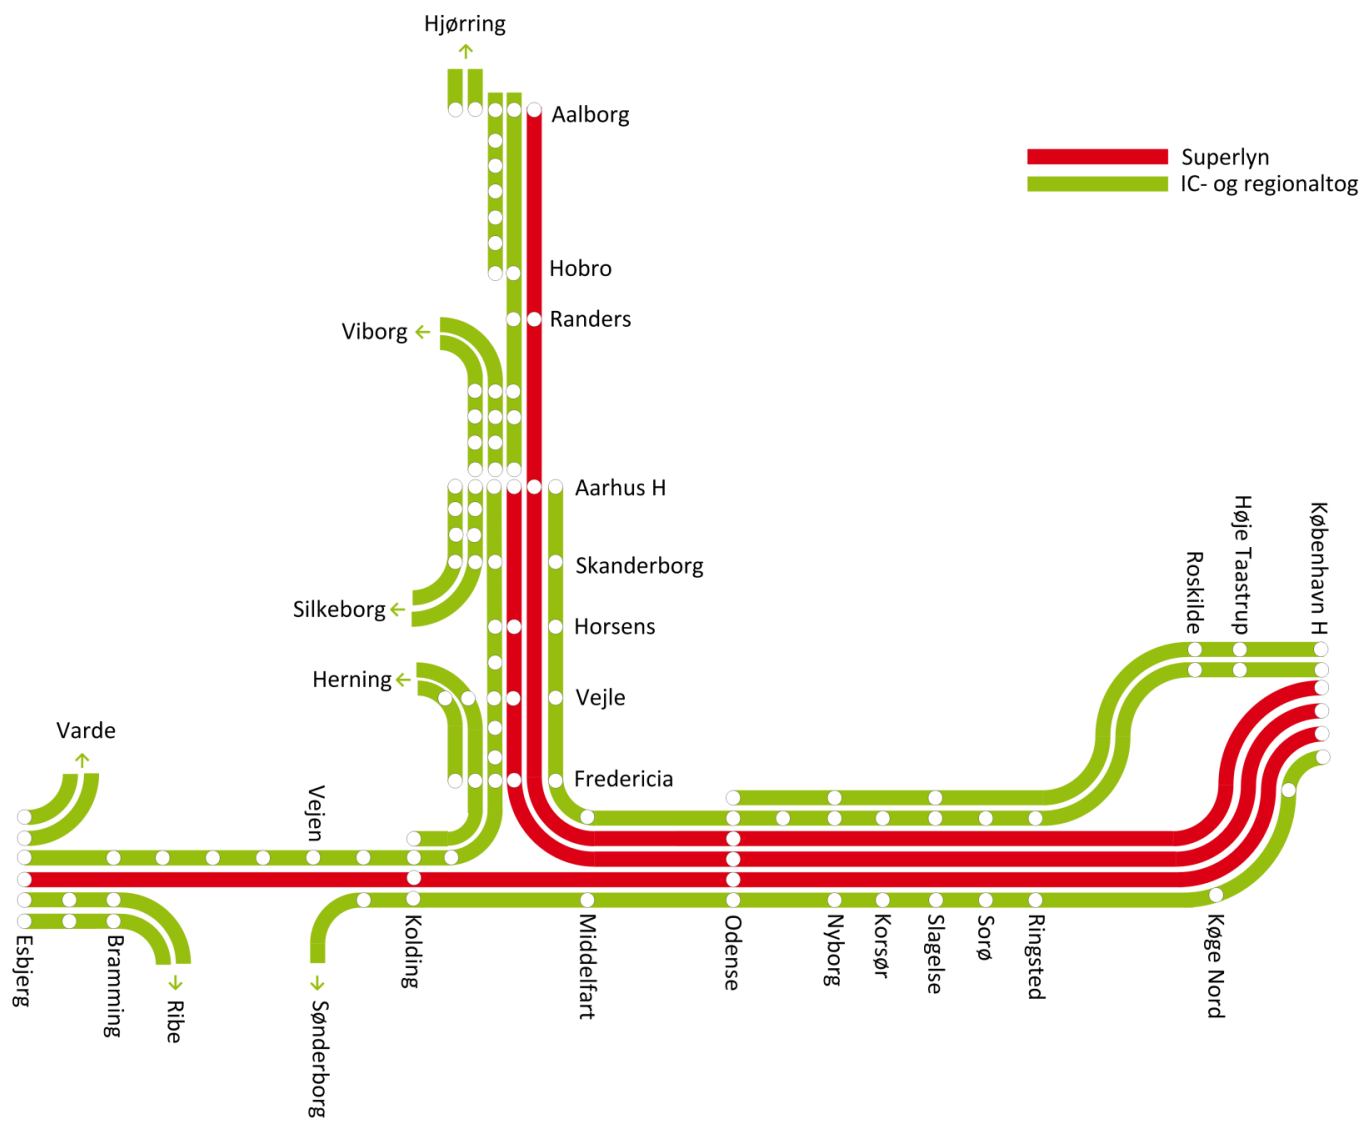 Hjørring
Aalborg
Superlyn
IC- og regionaltog
Hobro
Randers
Viborg
Aarhus H
Skanderborg
Silkeborg
Horsens
Herning
Vejle
Varde
Fredericia
Vejen
Roskilde
Høje Taastrup
København H
Esbjerg
Bramming
Ribe
Sønderborg
Kolding
Middelfart
Odense
Nyborg
Korsør
Slagelse
Sorø
Ringsted
Køge Nord